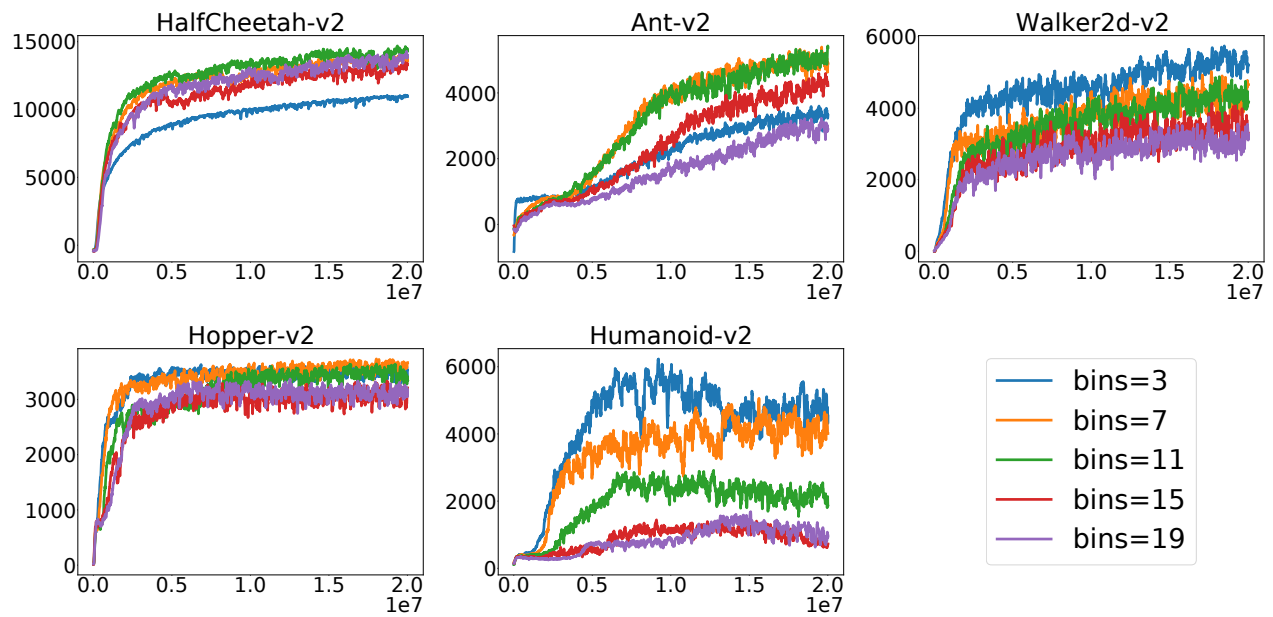 HalfCheetah-v2
15000
10000
5000
0
0.0 0.5 1.0 1.5 2.0
1e7
Ant-v2
4000
2000
0
0.0 0.5 1.0 1.5 2.0
1e7
Walker2d-v2
6000
4000
2000
0
0.0 0.5 1.0 1.5 2.0
1e7
Hopper-v2
3000
2000
1000
0
0.0 0.5 1.0 1.5 2.0
1e7
Humanoid-v2
6000
4000
2000
0
0.0 0.5 1.0 1.5 2.0
1e7
bins=3
bins=7
bins=11
bins=15
bins=19